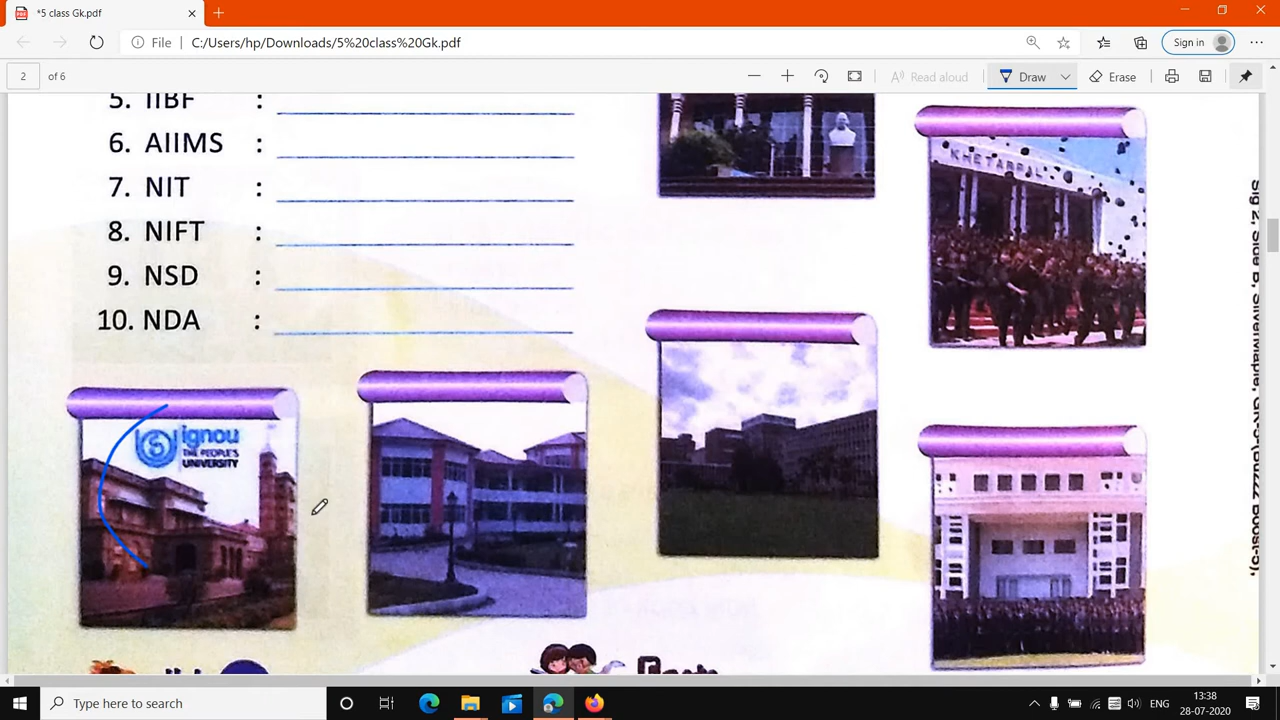 *5 class Gk.pdf
File
C:/Users/hp/Downloads/5%20class%20Gk.pdf
Sign in
2
of 6
Read aloud
Draw
Erase
5. IIBF :
6. AIIMS :
7. NIT :
8. NIFT :
9. NSD :
10. NDA :
KHETARPAL
ignou
THE PEOPLE'S
UNIVERSITY
Type here to search
ENG
13:38
28-07-2020